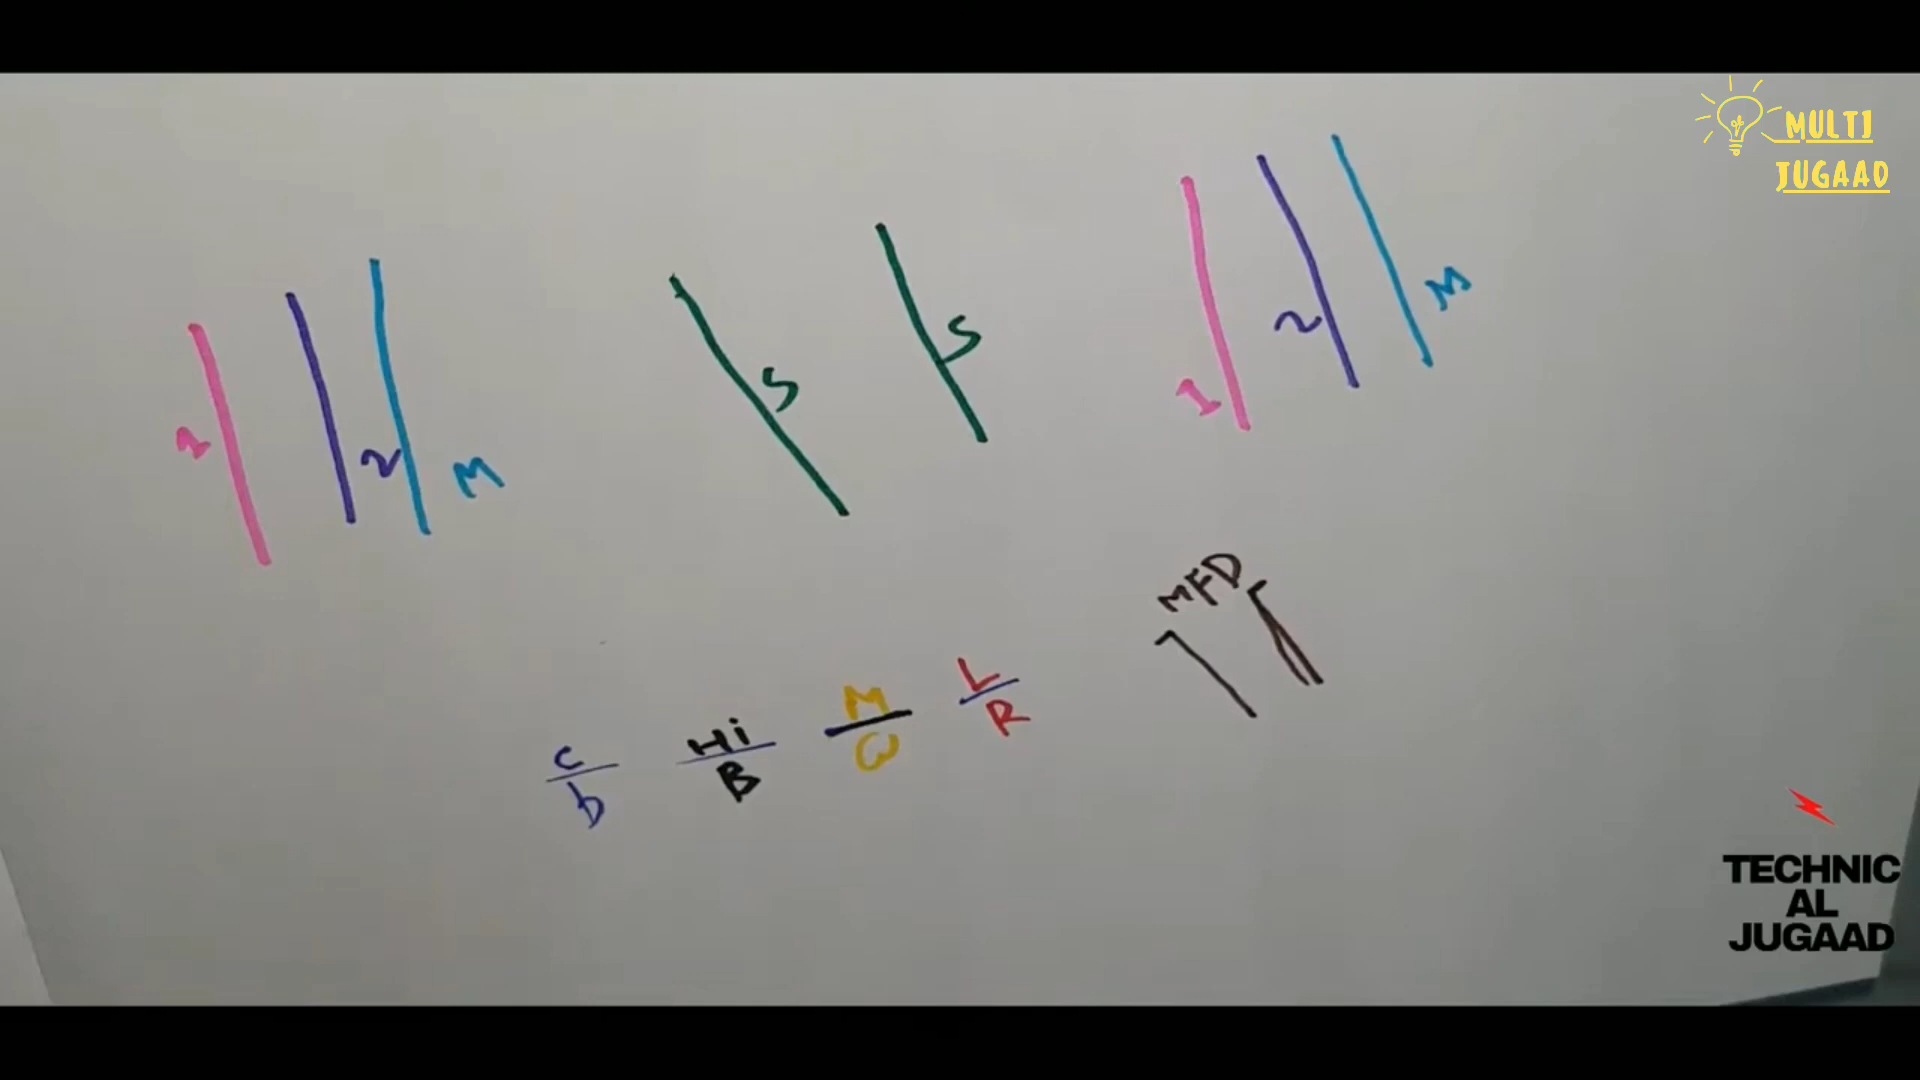 MULTI
JUGAAD
1 2 M S S 1 2 M
MFD
C Hi M L
b B W R
TECHNIC
AL
JUGAAD